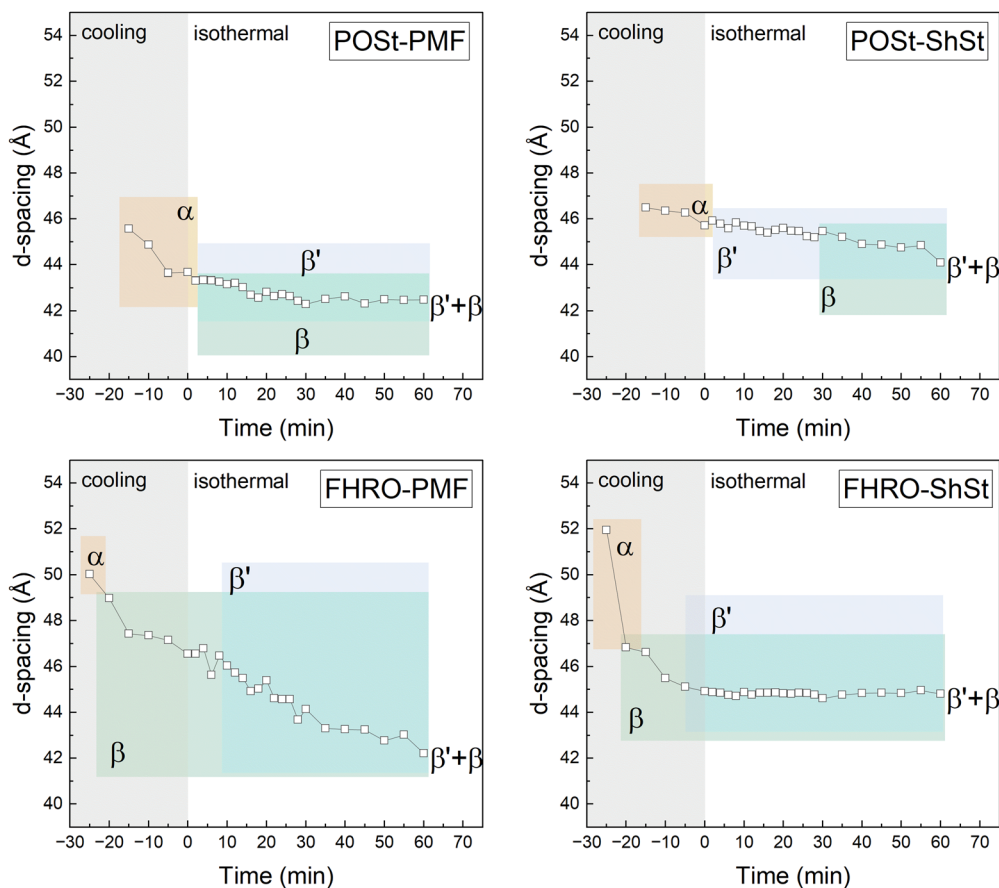 cooling isothermal POSt-PMF
54
52
50
48
46
44
42
40
d-spacing (Å)
α
β'
β
β'+β
−30 −20 −10 0 10 20 30 40 50 60 70
Time (min)
cooling isothermal POSt-ShSt
54
52
50
48
46
44
42
40
d-spacing (Å)
α
β'
β'+β
β
−30 −20 −10 0 10 20 30 40 50 60 70
Time (min)
cooling isothermal FHRO-PMF
54
52
50
48
46
44
42
40
d-spacing (Å)
α
β'
β
β'+β
−30 −20 −10 0 10 20 30 40 50 60 70
Time (min)
cooling isothermal FHRO-ShSt
54
52
50
48
46
44
42
40
d-spacing (Å)
α
β'
β
β'+β
−30 −20 −10 0 10 20 30 40 50 60 70
Time (min)